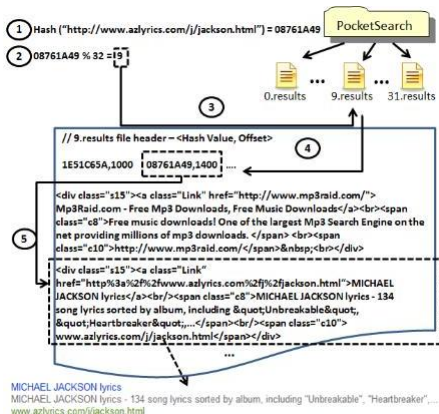 1 Hash ("http://www.azlyrics.com/j/jackson.html") = 08761A49
PocketSearch
2 08761A49 % 32 = 9
0.results
...
9.results
...
31.results
3
// 9.results file header – <Hash Value, Offset>
4
1E51C65A,1000 08761A49,1400 ....
<div class="s15"><a class="Link" href="http://www.mp3raid.com/">
Mp3Raid.com - Free Mp3 Downloads, Free Music Downloads</a><br><span
class="c8">Free music downloads! One of the largest Mp3 Search Engine on the
net providing millions of mp3 downloads. </span> <br><span
class="c10">http://www.mp3raid.com/</span>&nbsp;<br></div>
5
<div class="s15"><a class="Link"
href="http%3a%2f%2fwww.azlyrics.com%2fj%2fjackson.html">MICHAEL
JACKSON lyrics</a><br/><span class="c8">MICHAEL JACKSON lyrics - 134
song lyrics sorted by album, including &quot;Unbreakable&quot;,
&quot;Heartbreaker&quot;,...</span><br/><span class="c10">
www.azlyrics.com/j/jackson.html</span></div>
...
MICHAEL JACKSON lyrics
MICHAEL JACKSON lyrics - 134 song lyrics sorted by album, including "Unbreakable", "Heartbreaker",...
www.azlyrics.com/j/jackson.html